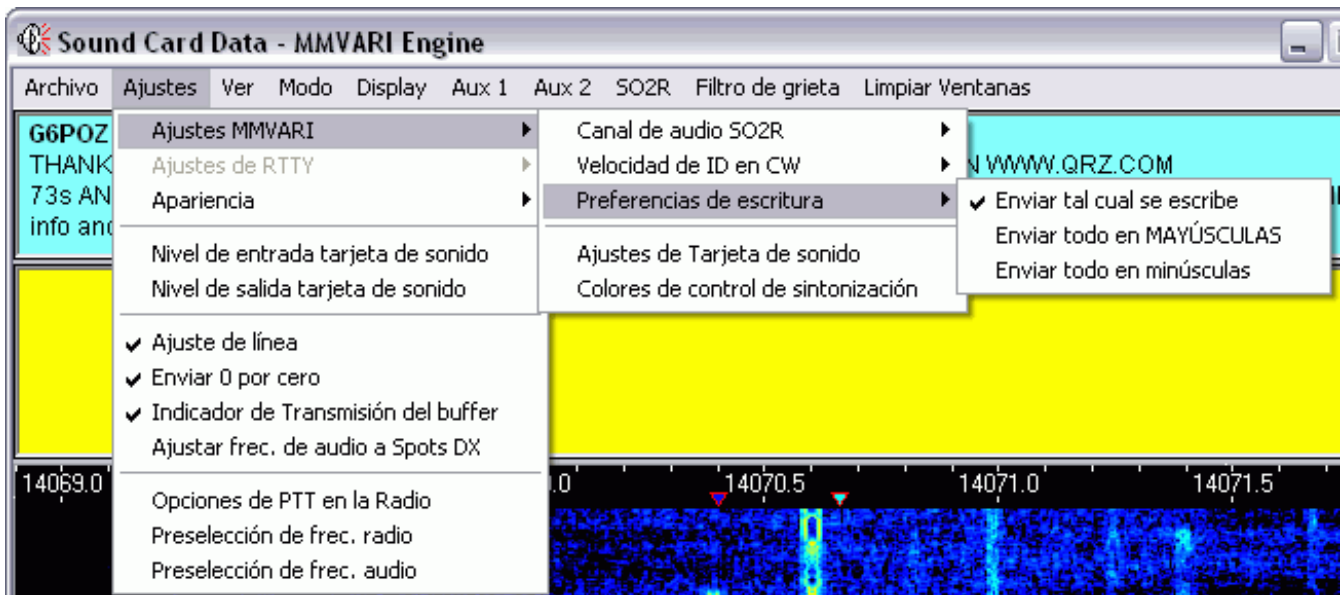 Sound Card Data - MMVARI Engine
Archivo Ajustes Ver Modo Display Aux 1 Aux 2 SO2R Filtro de grieta Limpiar Ventanas
G6POZ
THANK
73s AN
info and
WWW.QRZ.COM
Ajustes MMVARI
Ajustes de RTTY
Apariencia
Nivel de entrada tarjeta de sonido
Nivel de salida tarjeta de sonido
Ajuste de línea
Enviar 0 por cero
Indicador de Transmisión del buffer
Ajustar frec. de audio a Spots DX
Opciones de PTT en la Radio
Preselección de frec. radio
Preselección de frec. audio
Canal de audio SO2R
Velocidad de ID en CW
Preferencias de escritura
Ajustes de Tarjeta de sonido
Colores de control de sintonización
Enviar tal cual se escribe
Enviar todo en MAYÚSCULAS
Enviar todo en minúsculas
14069.0 .0 14070.5 14071.0 14071.5